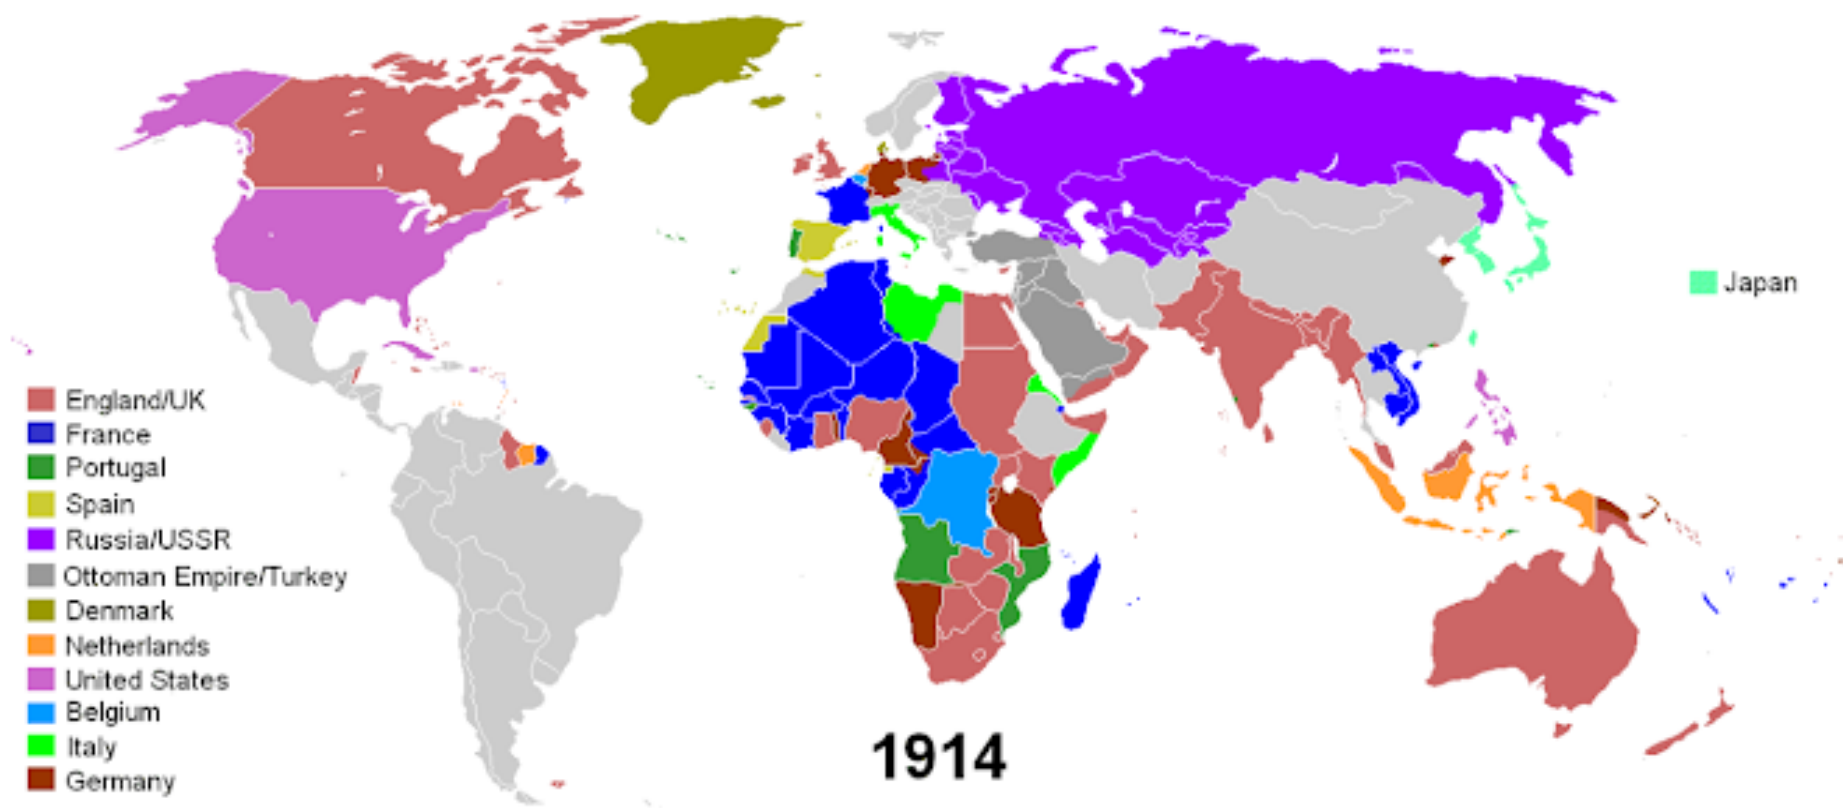 England/UK
France
Portugal
Spain
Russia/USSR
Ottoman Empire/Turkey
Denmark
Netherlands
United States
Belgium
Italy
Germany
Japan
1914